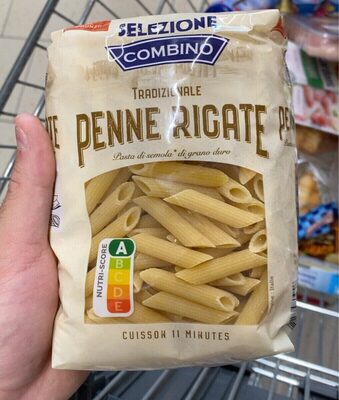 SELEZIONE
COMBINO
TRADIZIONALE
PENNE RIGATE
Pasta di semola* di grano duro
NUTRI-SCORE
A
B
C
D
E
CUISSON 11 MINUTES